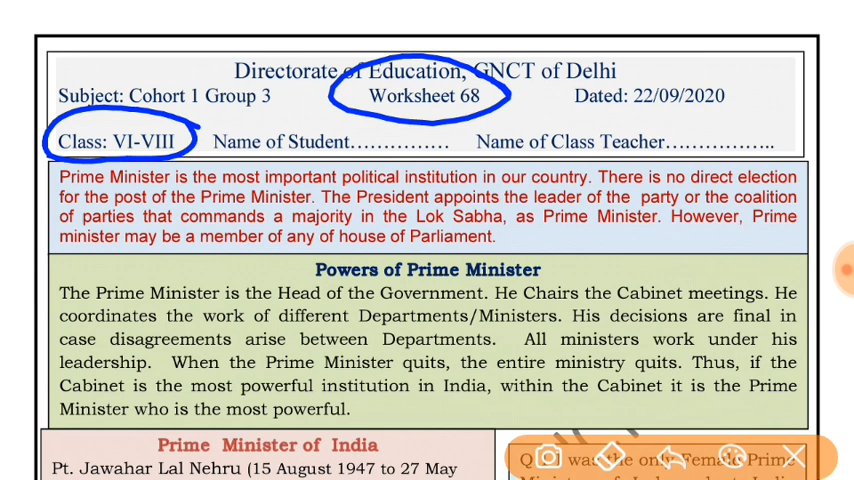 Directorate of Education, GNCT of Delhi
Subject: Cohort 1 Group 3 Worksheet 68 Dated: 22/09/2020
Class: VI-VIII Name of Student…………… Name of Class Teacher……………..
Prime Minister is the most important political institution in our country. There is no direct election
for the post of the Prime Minister. The President appoints the leader of the party or the coalition
of parties that commands a majority in the Lok Sabha, as Prime Minister. However, Prime
minister may be a member of any of house of Parliament.
Powers of Prime Minister
The Prime Minister is the Head of the Government. He Chairs the Cabinet meetings. He
coordinates the work of different Departments/Ministers. His decisions are final in
case disagreements arise between Departments. All ministers work under his
leadership. When the Prime Minister quits, the entire ministry quits. Thus, if the
Cabinet is the most powerful institution in India, within the Cabinet it is the Prime
Minister who is the most powerful.
Prime Minister of India
Pt. Jawahar Lal Nehru (15 August 1947 to 27 May
was the only Female Prime